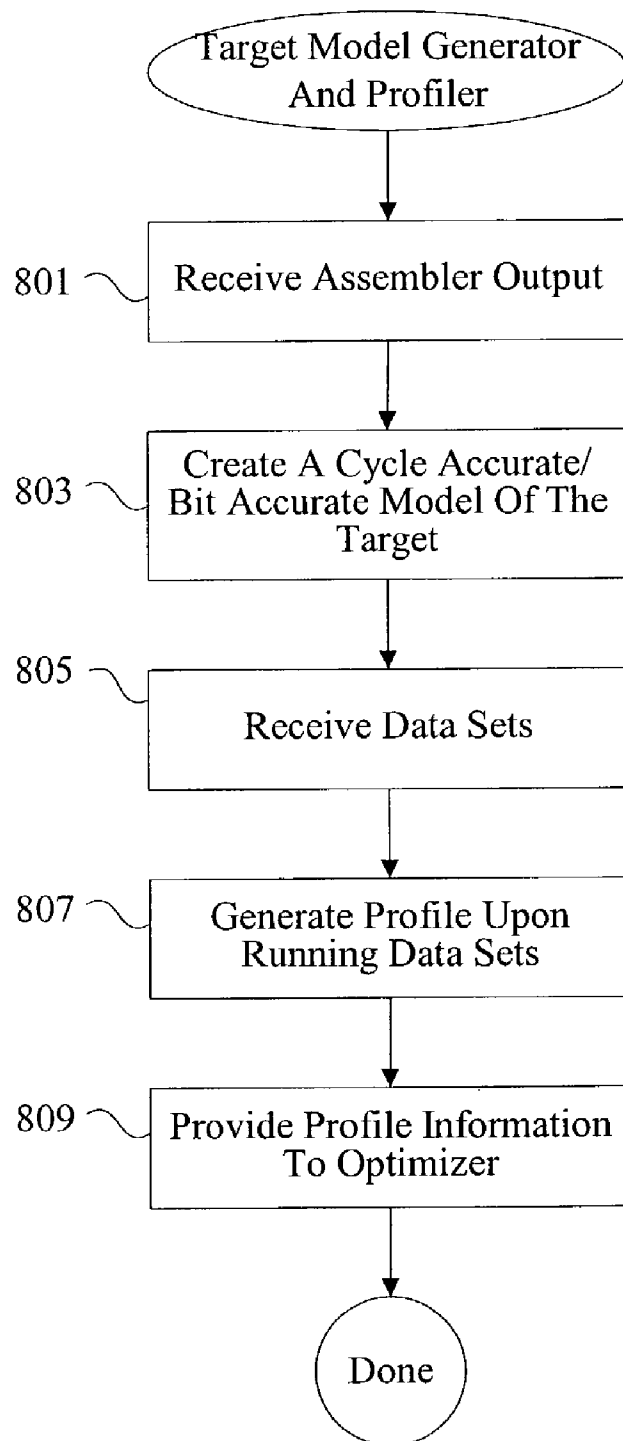 Target Model Generator
And Profiler
801
Receive Assembler Output
803
Create A Cycle Accurate/
Bit Accurate Model Of The
Target
805
Receive Data Sets
807
Generate Profile Upon
Running Data Sets
809
Provide Profile Information
To Optimizer
Done